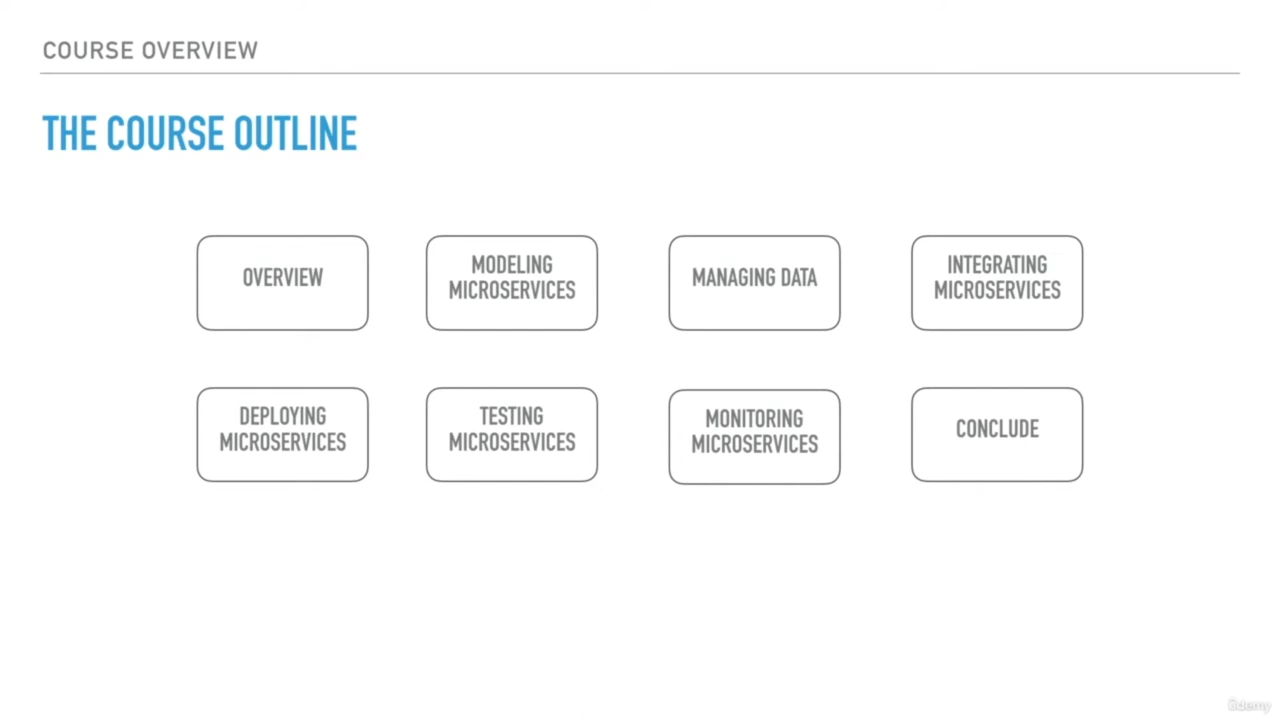 COURSE OVERVIEW
THE COURSE OUTLINE
OVERVIEW
MODELING
MICROSERVICES
MANAGING DATA
INTEGRATING
MICROSERVICES
DEPLOYING
MICROSERVICES
TESTING
MICROSERVICES
MONITORING
MICROSERVICES
CONCLUDE
ûdemy